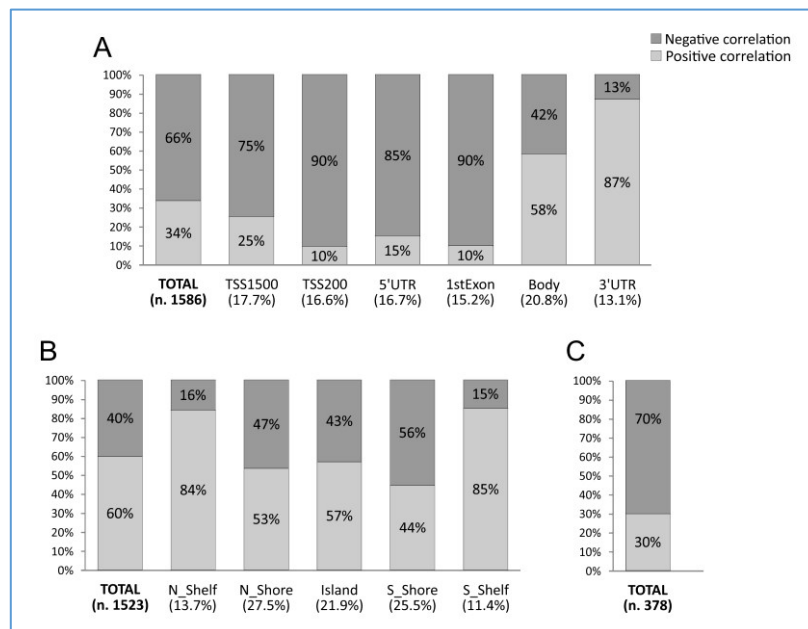 A
Negative correlation
Positive correlation
100%
90%
80%
70%
60%
50%
40%
30%
20%
10%
0%
66% 75% 90% 85% 90% 42% 13%
34% 25% 10% 15% 10% 58% 87%
TOTAL TSS1500 TSS200 5'UTR 1stExon Body 3'UTR
(n. 1586) (17.7%) (16.6%) (16.7%) (15.2%) (20.8%) (13.1%)
B
100%
90%
80%
70%
60%
50%
40%
30%
20%
10%
0%
40% 16% 47% 43% 56% 15%
60% 84% 53% 57% 44% 85%
TOTAL N_Shelf N_Shore Island S_Shore S_Shelf
(n. 1523) (13.7%) (27.5%) (21.9%) (25.5%) (11.4%)
C
100%
90%
80%
70%
60%
50%
40%
30%
20%
10%
0%
70%
30%
TOTAL
(n. 378)